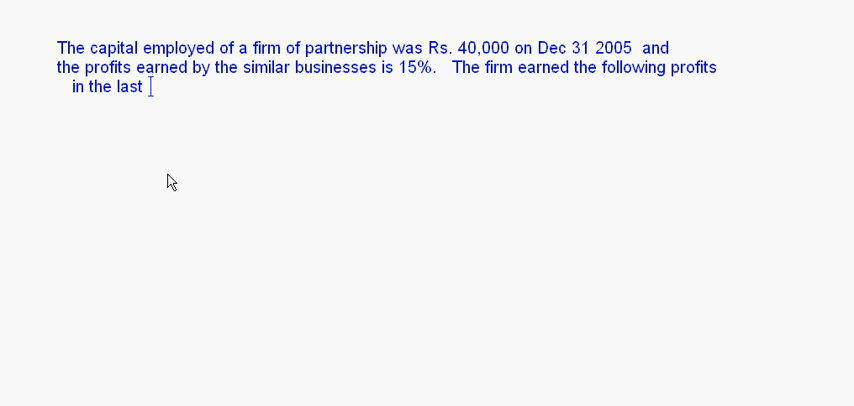 The capital employed of a firm of partnership was Rs. 40,000 on Dec 31 2005 and
the profits earned by the similar businesses is 15%. The firm earned the following profits
in the last